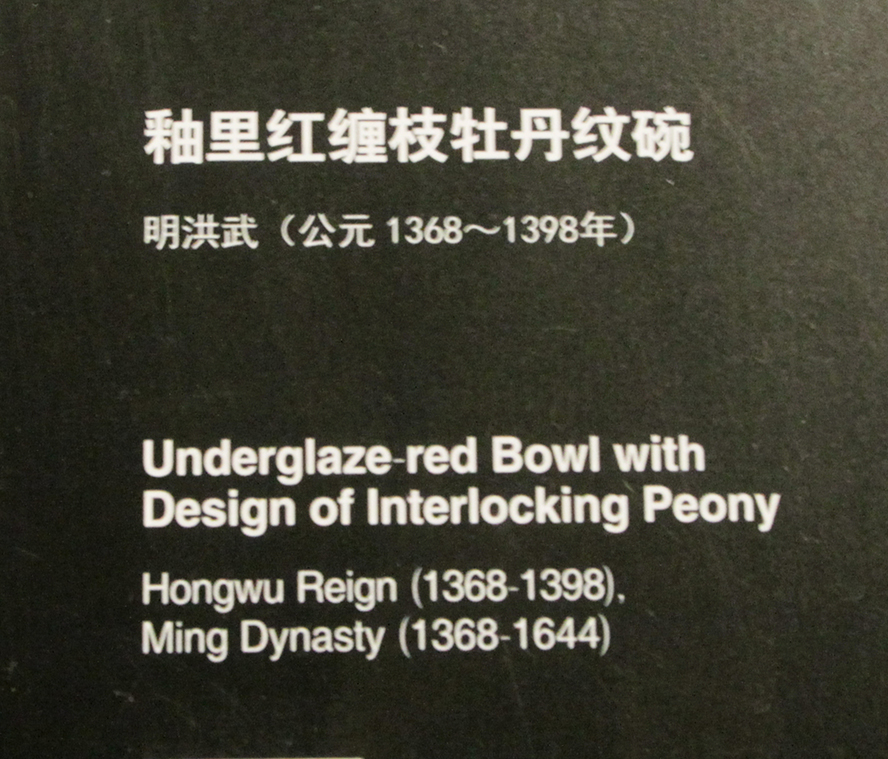 釉里红缠枝牡丹纹碗
明洪武（公元 1368～1398年）
Underglaze-red Bowl with
Design of Interlocking Peony
Hongwu Reign (1368-1398),
Ming Dynasty (1368-1644)